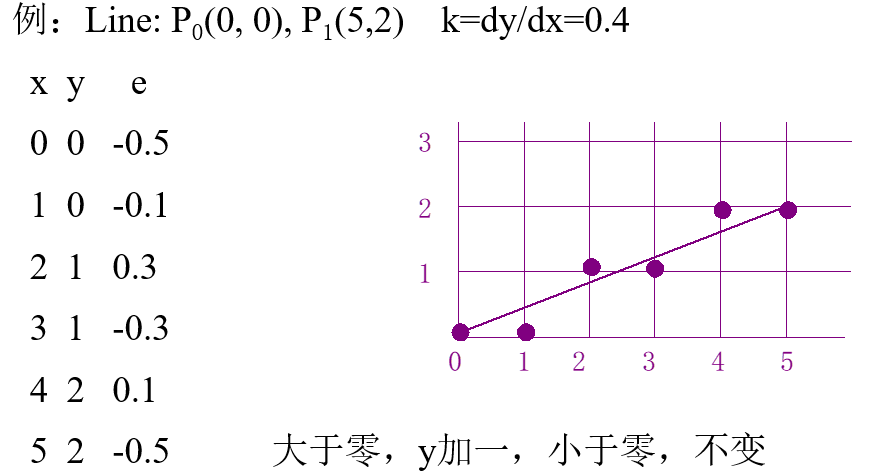 例：Line: P₀(0, 0), P₁(5,2) k=dy/dx=0.4
x y e
0 0 -0.5
1 0 -0.1
2 1 0.3
3 1 -0.3
4 2 0.1
5 2 -0.5
3
2
1
0 1 2 3 4 5
大于零，y加一，小于零，不变